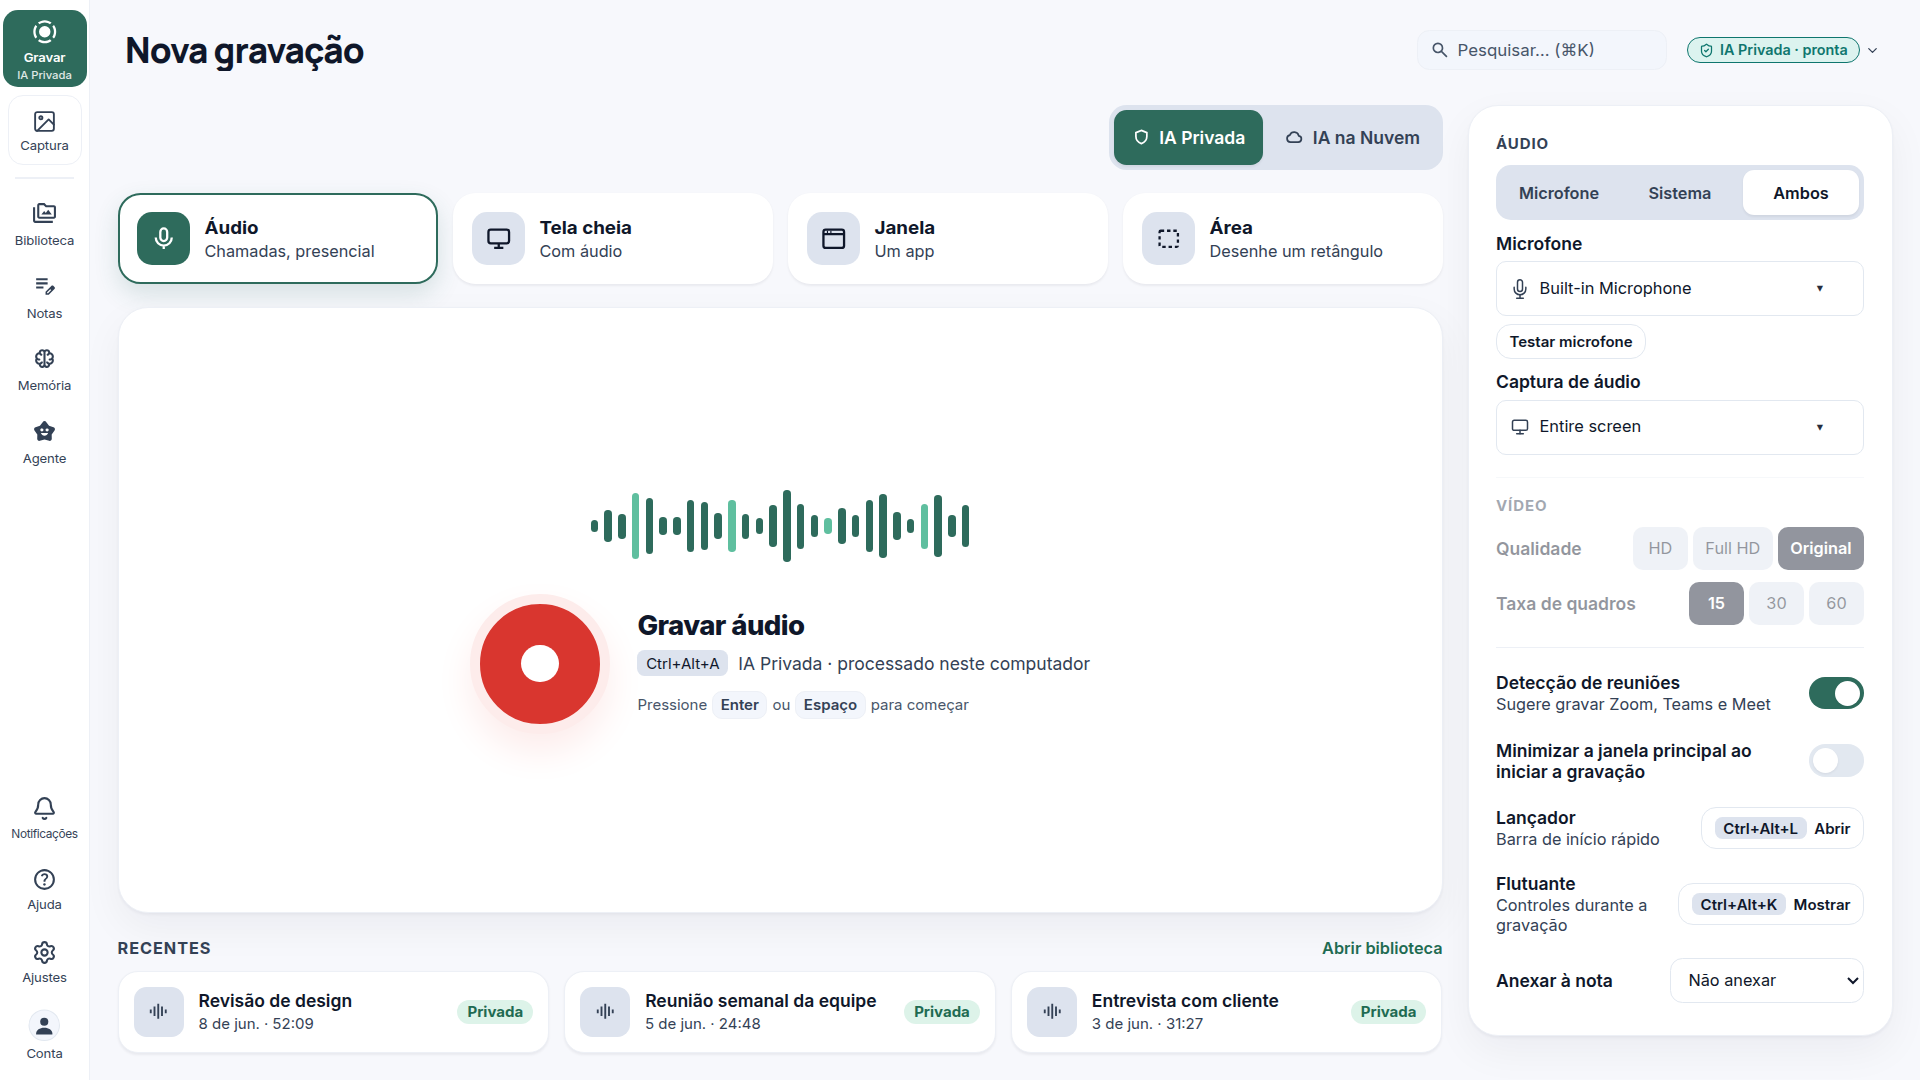 Gravar
IA Privada
Captura
Biblioteca
Notas
Memória
Agente
Notificações
Ajuda
Ajustes
Conta
Nova gravação
Pesquisar... (⌘K)
IA Privada · pronta
IA Privada
IA na Nuvem
Áudio
Chamadas, presencial
Tela cheia
Com áudio
Janela
Um app
Área
Desenhe um retângulo
Gravar áudio
Ctrl+Alt+A IA Privada · processado neste computador
Pressione Enter ou Espaço para começar
RECENTES
Abrir biblioteca
Revisão de design
8 de jun. · 52:09
Privada
Reunião semanal da equipe
5 de jun. · 24:48
Privada
Entrevista com cliente
3 de jun. · 31:27
Privada
ÁUDIO
Microfone Sistema Ambos
Microfone
Built-in Microphone
Testar microfone
Captura de áudio
Entire screen
VÍDEO
Qualidade HD Full HD Original
Taxa de quadros 15 30 60
Detecção de reuniões
Sugere gravar Zoom, Teams e Meet
Minimizar a janela principal ao
iniciar a gravação
Lançador
Barra de início rápido
Ctrl+Alt+L Abrir
Flutuante
Controles durante a
gravação
Ctrl+Alt+K Mostrar
Anexar à nota
Não anexar